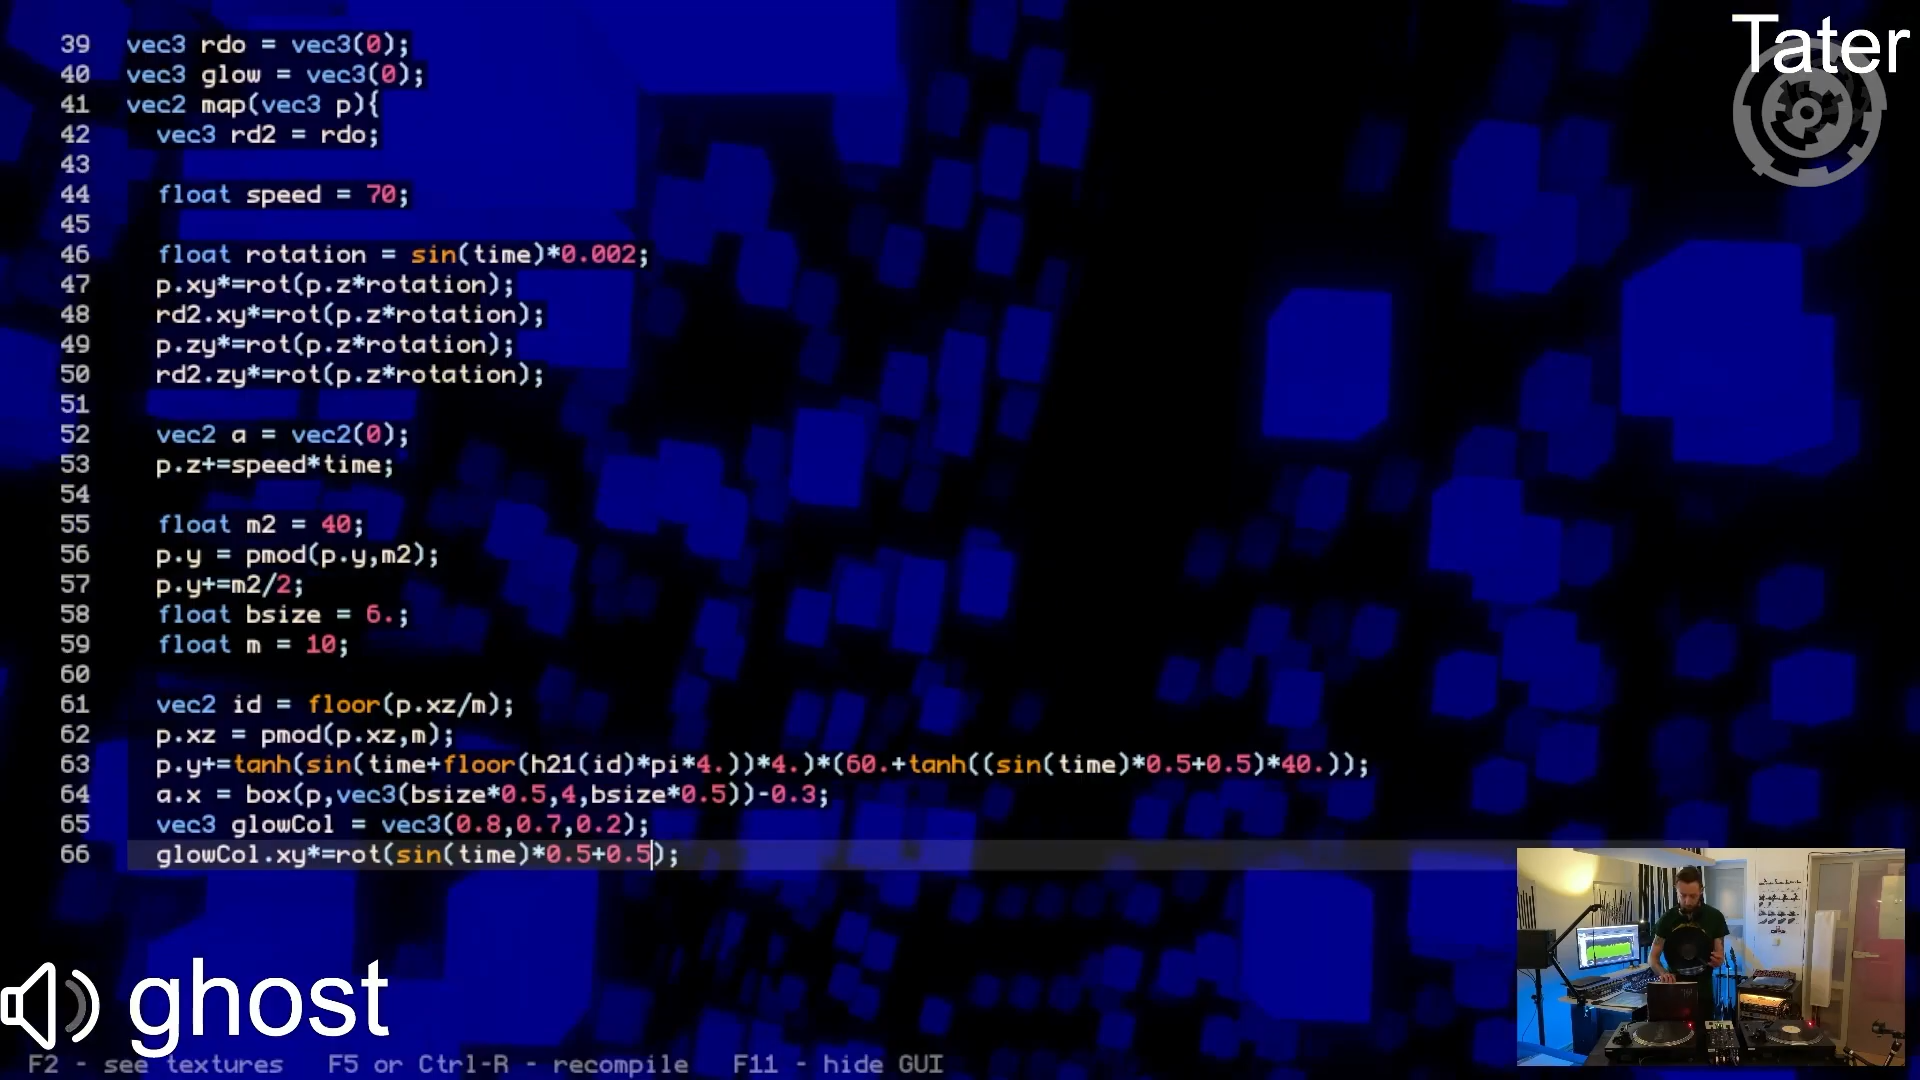 Tater
39 vec3 rdo = vec3(0);
40 vec3 glow = vec3(0);
41 vec2 map(vec3 p){
42 vec3 rd2 = rdo;
43
44 float speed = 70;
45
46 float rotation = sin(time)*0.002;
47 p.xy*=rot(p.z*rotation);
48 rd2.xy*=rot(p.z*rotation);
49 p.zy*=rot(p.z*rotation);
50 rd2.zy*=rot(p.z*rotation);
51
52 vec2 a = vec2(0);
53 p.z+=speed*time;
54
55 float m2 = 40;
56 p.y = pmod(p.y,m2);
57 p.y+=m2/2;
58 float bsize = 6.;
59 float m = 10;
60
61 vec2 id = floor(p.xz/m);
62 p.xz = pmod(p.xz,m);
63 p.y+=tanh(sin(time+floor(h21(id)*pi*4.))*4.)*(60.+tanh((sin(time)*0.5+0.5)*40.));
64 a.x = box(p,vec3(bsize*0.5,4,bsize*0.5))-0.3;
65 vec3 glowCol = vec3(0.8,0.7,0.2);
66 glowCol.xy*=rot(sin(time)*0.5+0.5);
ghost
F2 - see textures F5 or Ctrl-R - recompile F11 - hide GUI